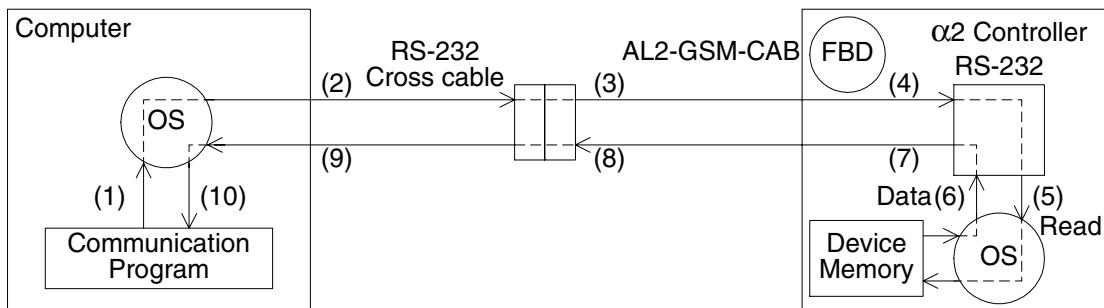 Computer
RS-232
Cross cable
AL2-GSM-CAB
FBD
α2 Controller
RS-232
(2)
(3)
(4)
OS
(9)
(8)
(7)
(1)
(10)
Data
(6)
(5)
Read
Communication
Program
Device
Memory
OS